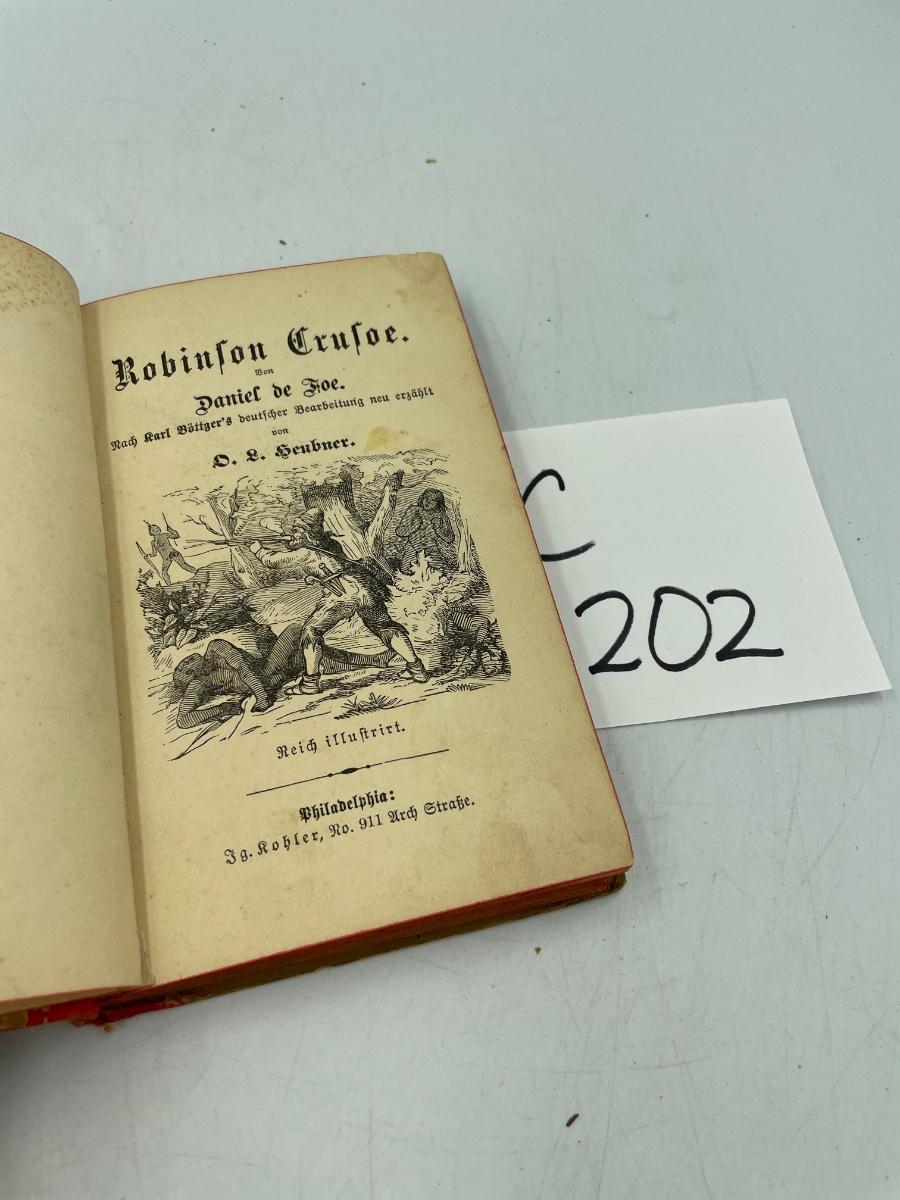 Robinſon Cruſoe.
Von
Daniel de Foe.
Nach Karl Böttger's deutſcher Bearbeitung neu erzählt
von
O. L. Heubner.
Reich illuſtrirt.
Philadelphia:
Ig. Kohler, No. 911 Arch Straße.
C
202